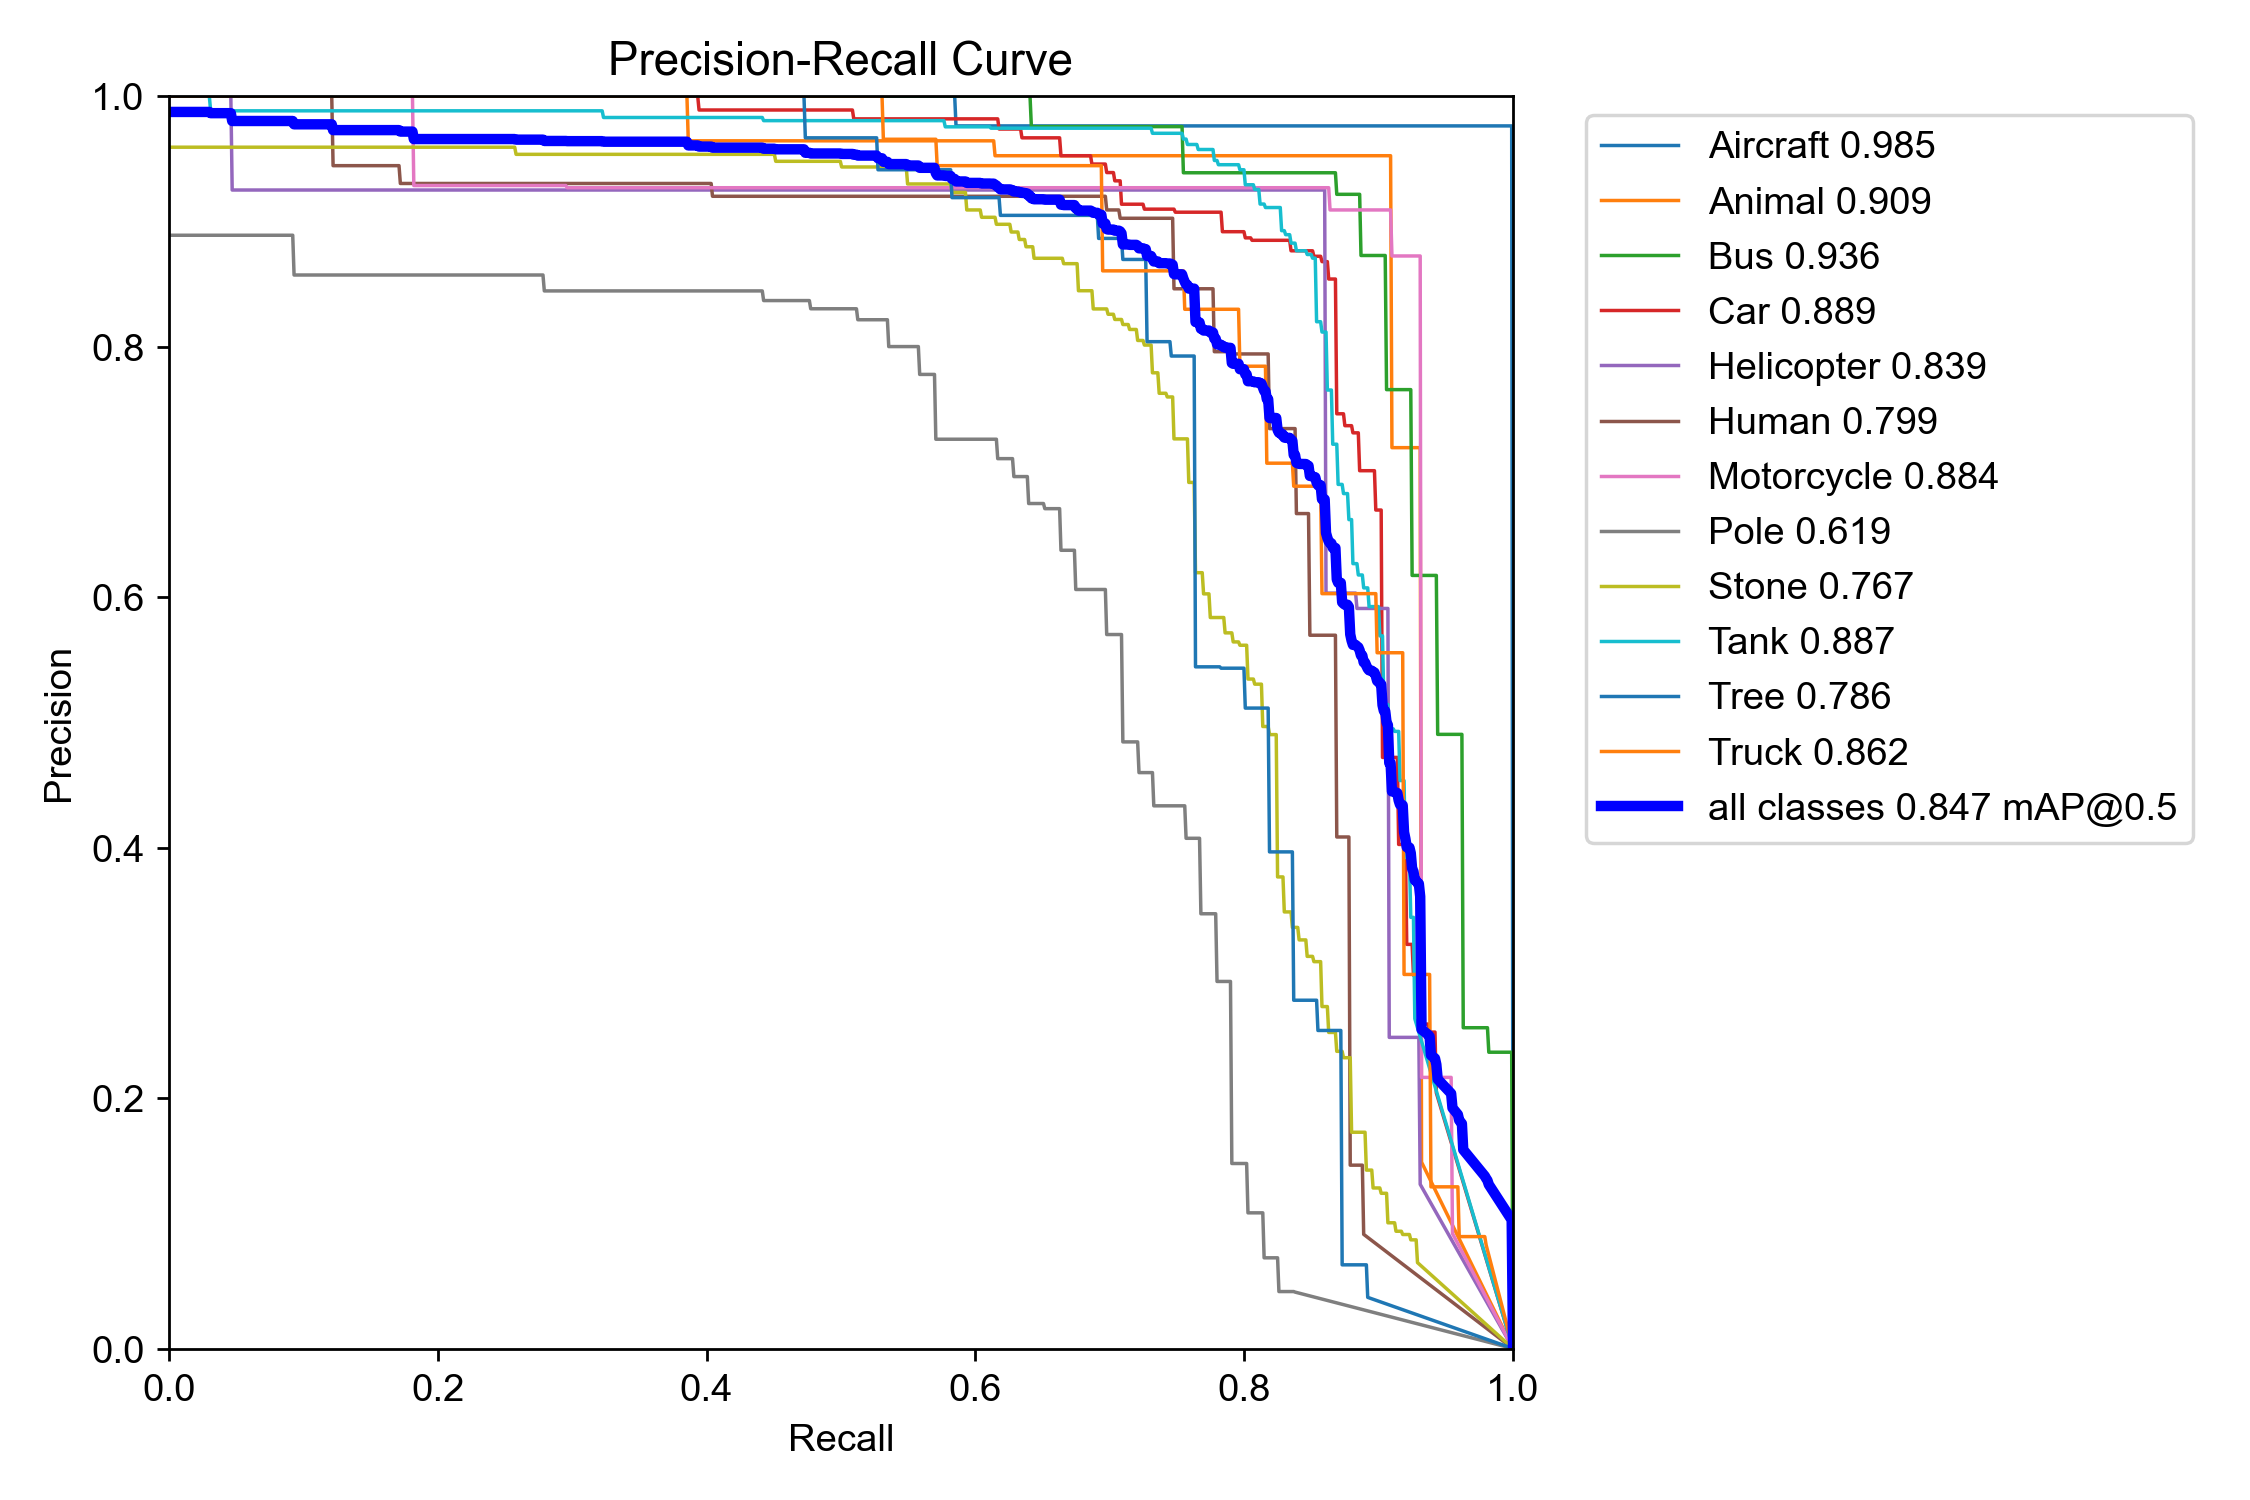 Precision-Recall Curve
1.0
0.8
0.6
0.4
0.2
0.0
Precision
0.0 0.2 0.4 0.6 0.8 1.0
Recall
Aircraft 0.985
Animal 0.909
Bus 0.936
Car 0.889
Helicopter 0.839
Human 0.799
Motorcycle 0.884
Pole 0.619
Stone 0.767
Tank 0.887
Tree 0.786
Truck 0.862
all classes 0.847 mAP@0.5